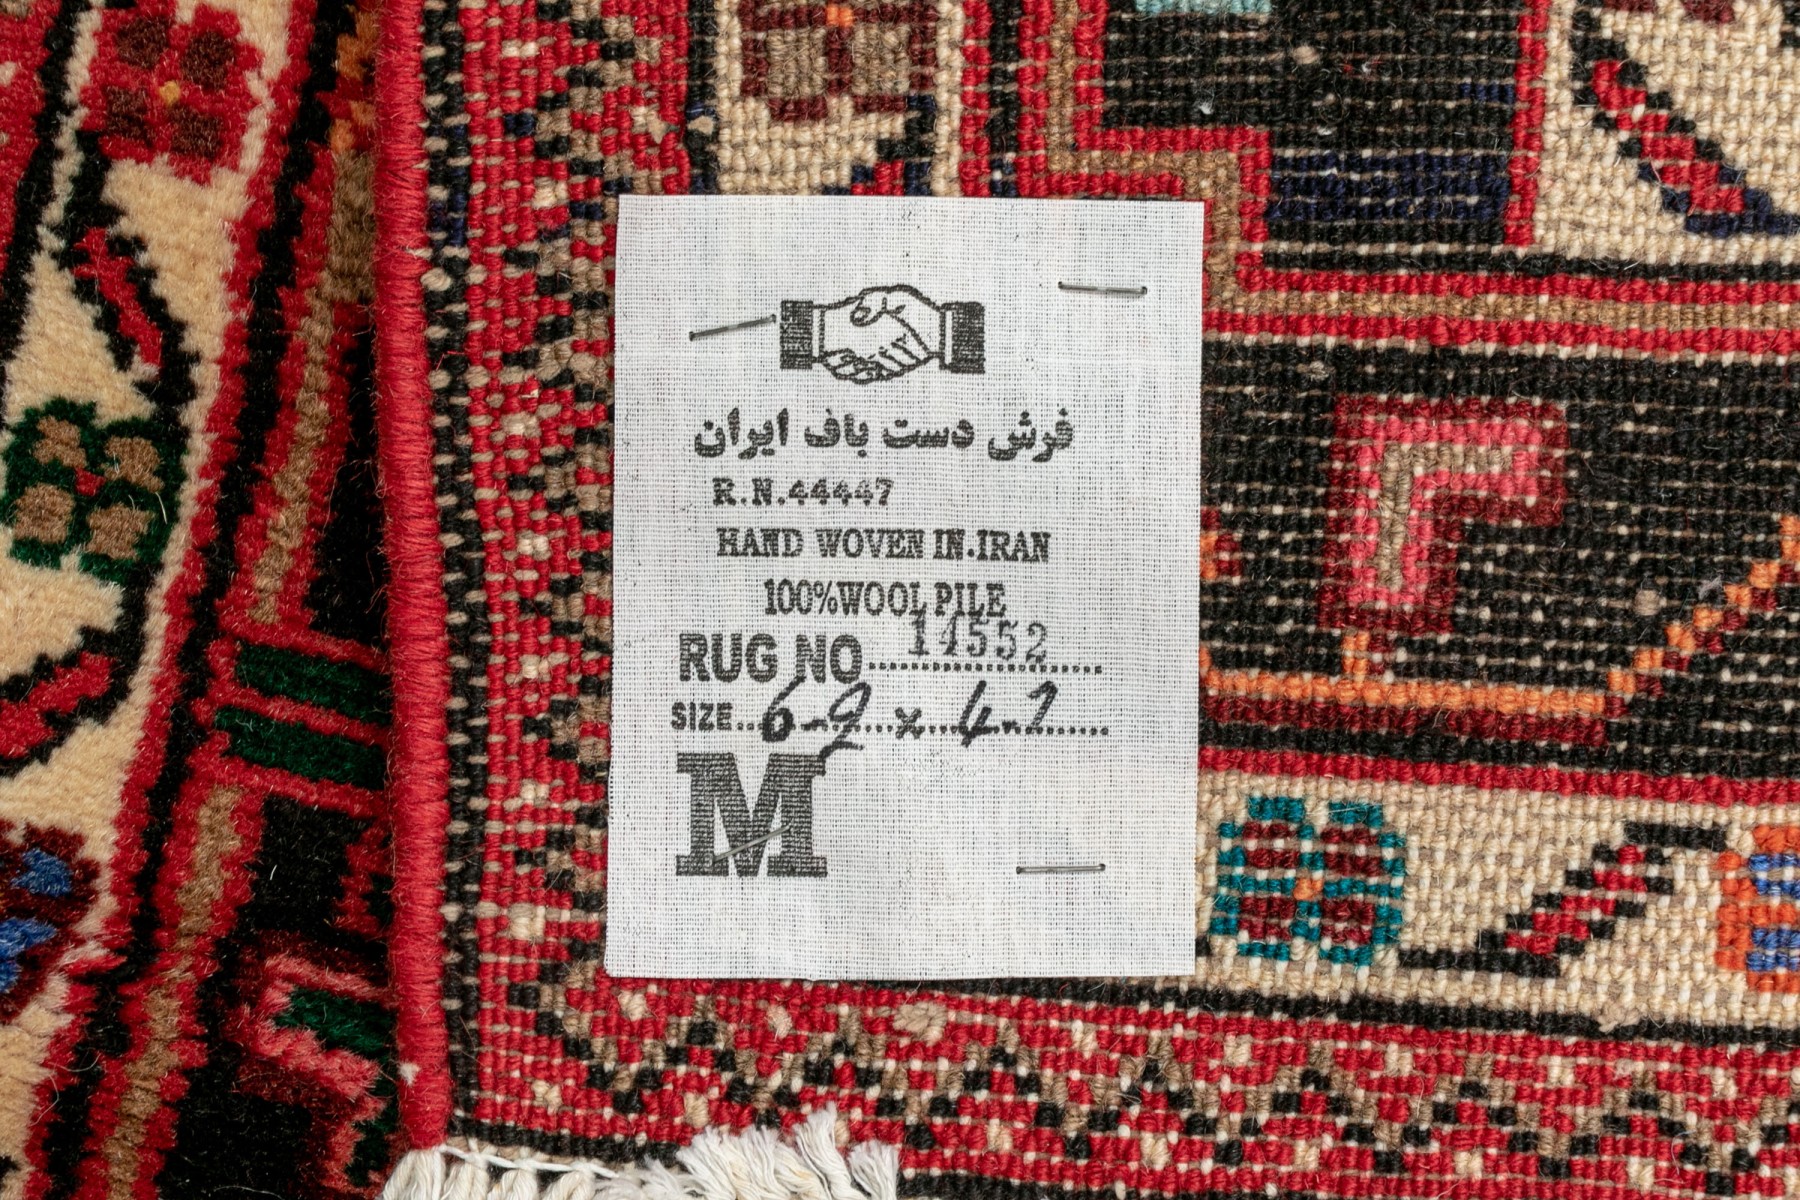 فرش دست باف ایران
R.N.44447
HAND WOVEN IN.IRAN
100%WOOL PILE
RUG NO 14552
SIZE 6-9 x 4-7
M